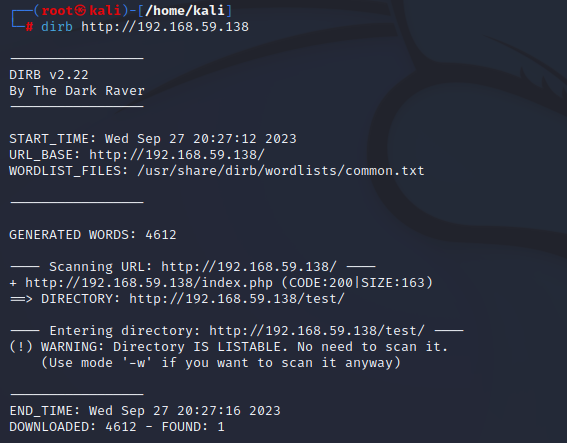 ┌──(root㉿kali)-[/home/kali]
└─# dirb http://192.168.59.138
-----------------
DIRB v2.22
By The Dark Raver
-----------------
START_TIME: Wed Sep 27 20:27:12 2023
URL_BASE: http://192.168.59.138/
WORDLIST_FILES: /usr/share/dirb/wordlists/common.txt
-----------------
GENERATED WORDS: 4612
---- Scanning URL: http://192.168.59.138/ ----
+ http://192.168.59.138/index.php (CODE:200|SIZE:163)
==> DIRECTORY: http://192.168.59.138/test/
---- Entering directory: http://192.168.59.138/test/ ----
(!) WARNING: Directory IS LISTABLE. No need to scan it.
(Use mode '-w' if you want to scan it anyway)
-----------------
END_TIME: Wed Sep 27 20:27:16 2023
DOWNLOADED: 4612 - FOUND: 1